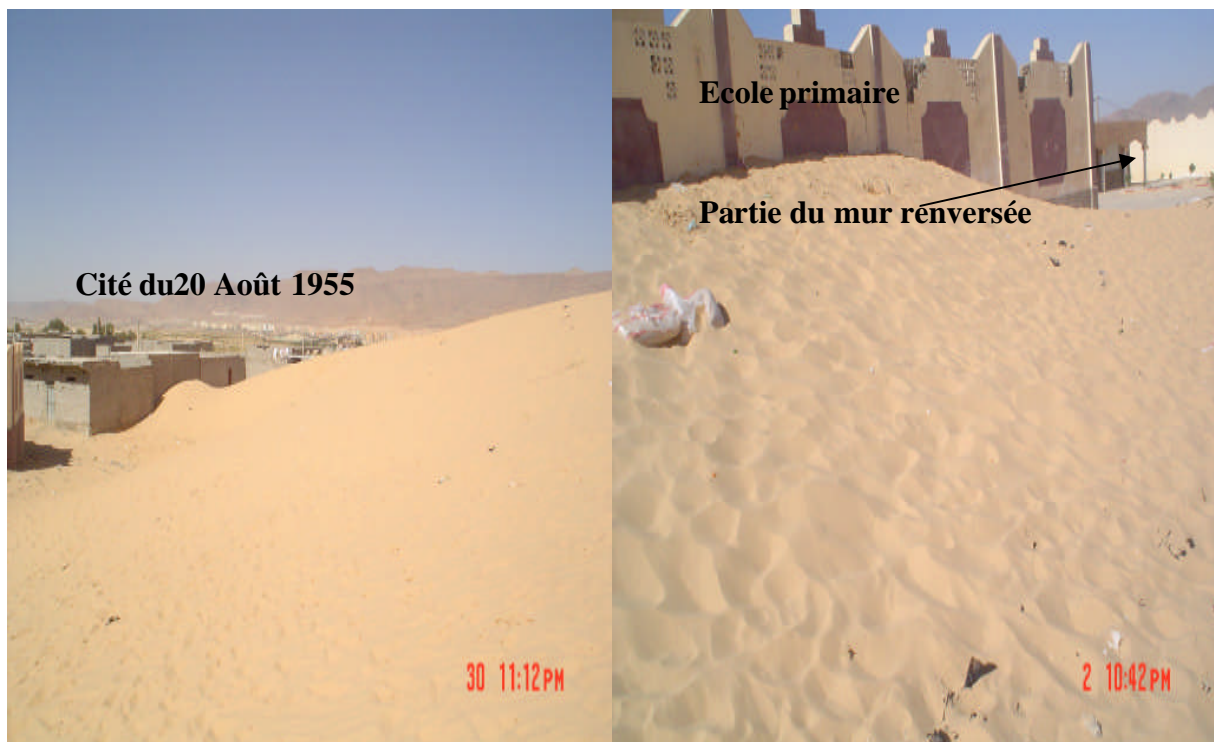 Cité du20 Août 1955
30 11:12PM
Ecole primaire
Partie du mur renversée
2 10:42PM